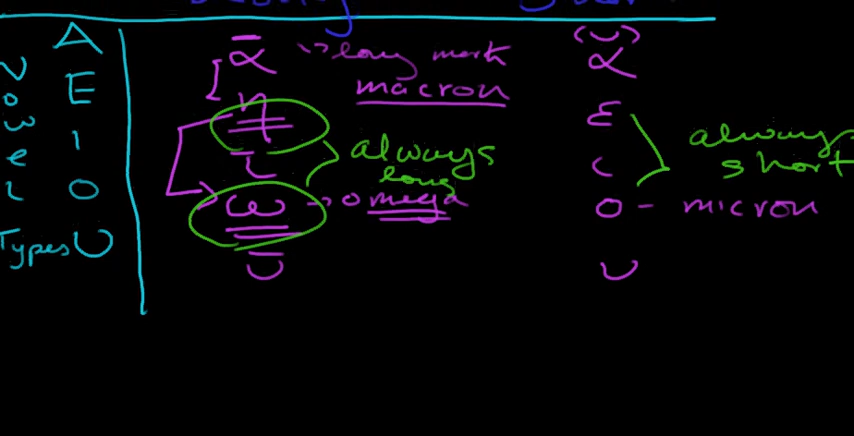 A ᾱ long mark (˘) α
macron
E η ε
always long always short
I ῑ ι
O ω → omega ο - micron
U ῡ υ
Vowel Types